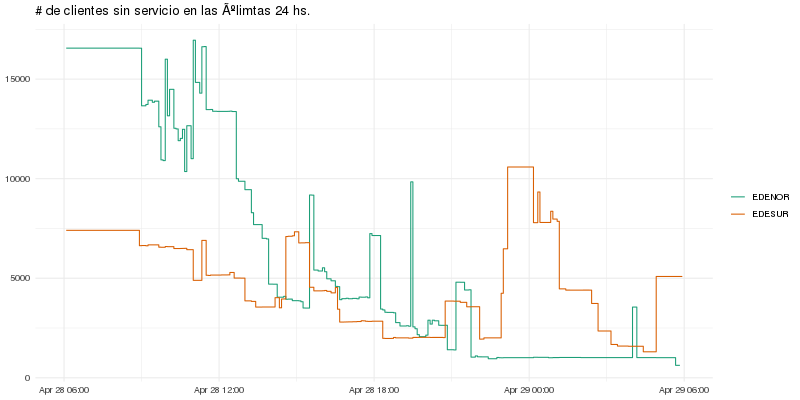 # de clientes sin servicio en las Ãºlimtas 24 hs.
15000
10000
5000
0
Apr 28 06:00
Apr 28 12:00
Apr 28 18:00
Apr 29 00:00
Apr 29 06:00
EDENOR
EDESUR